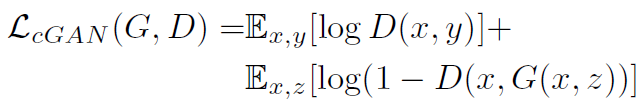 ℒ_{cGAN}(G, D) = 𝔼_{x,y}[log D(x, y)]+
𝔼_{x,z}[log(1 − D(x, G(x, z))]